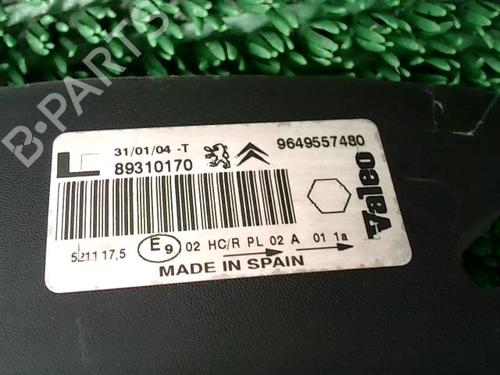 B-PARTS
L 31/01/04 -T 9649557480
89310170
Valeo
5211 17,5 E9 02 HC/R PL 02 A 01 1a
MADE IN SPAIN